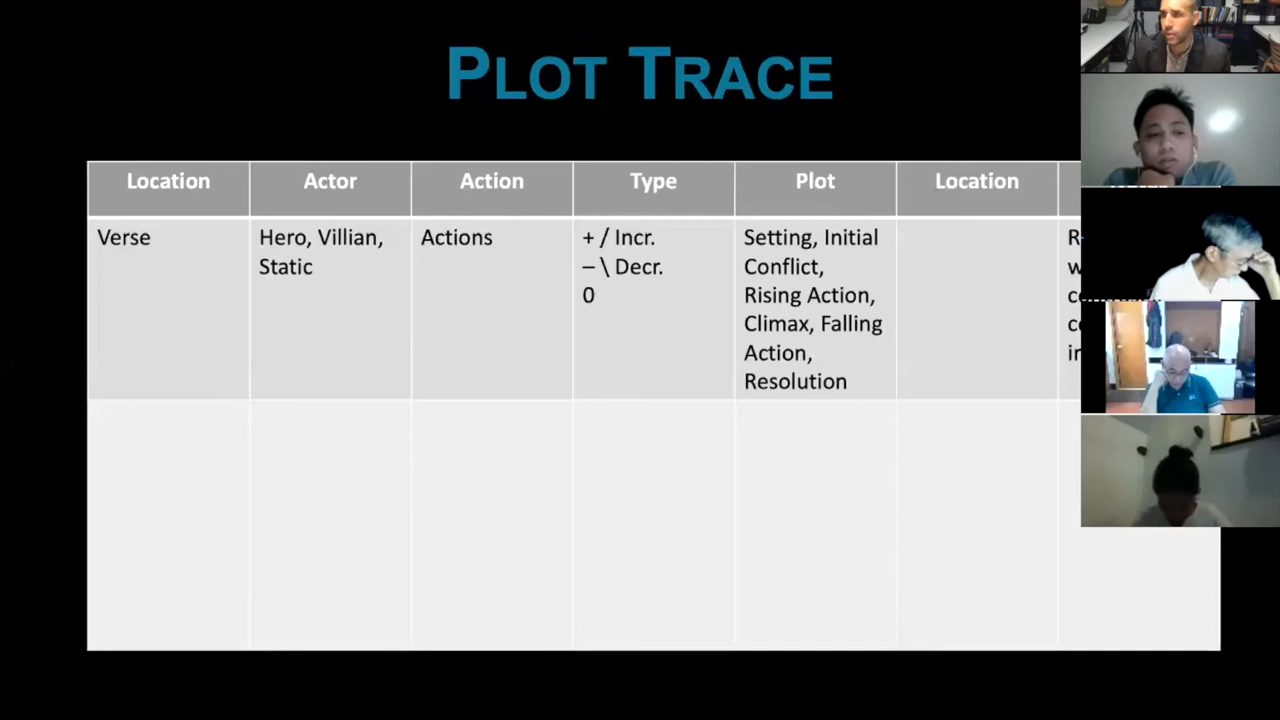 PLOT TRACE
Location Actor Action Type Plot Location
Verse
Hero, Villian,
Static
Actions
+ / Incr.
– \ Decr.
0
Setting, Initial
Conflict,
Rising Action,
Climax, Falling
Action,
Resolution